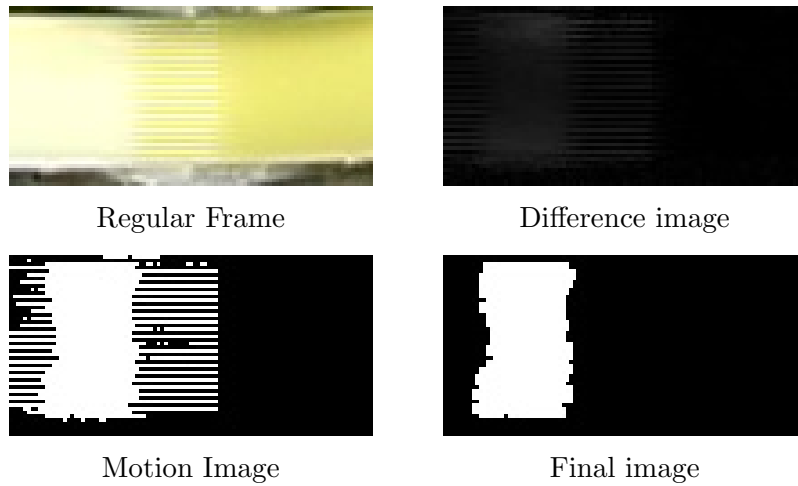 Regular Frame
Difference image
Motion Image
Final image